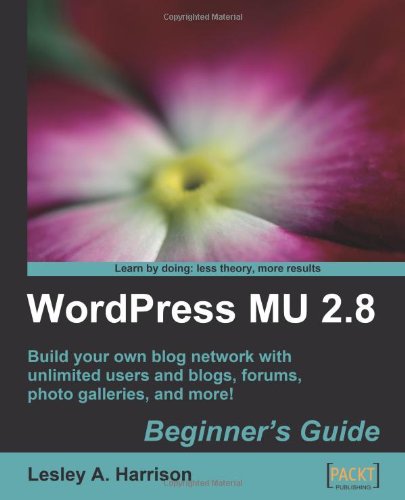 Copyrighted Material
Learn by doing: less theory, more results
WordPress MU 2.8
Build your own blog network with
unlimited users and blogs, forums,
photo galleries, and more!
Beginner's Guide
Lesley A. Harrison
PACKT
PUBLISHING